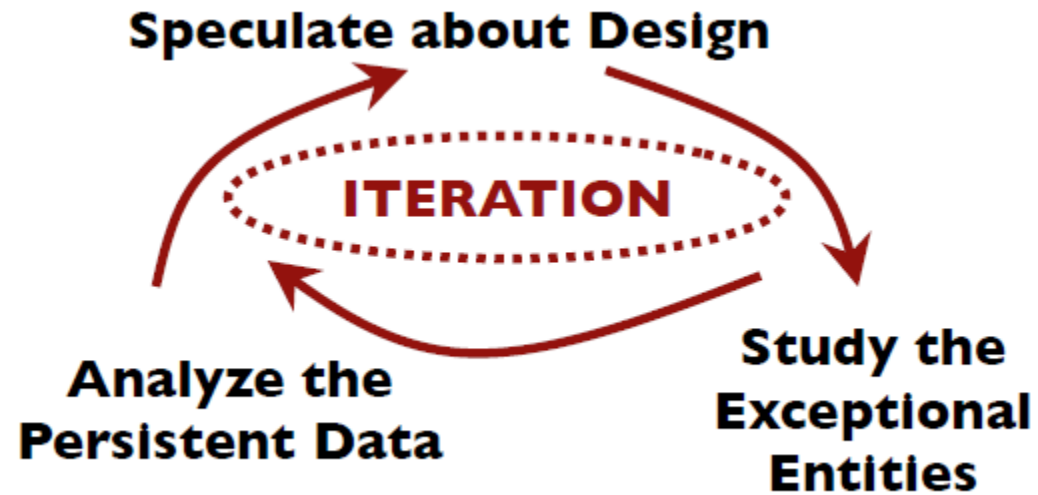 Speculate about Design
ITERATION
Analyze the
Persistent Data
Study the
Exceptional
Entities